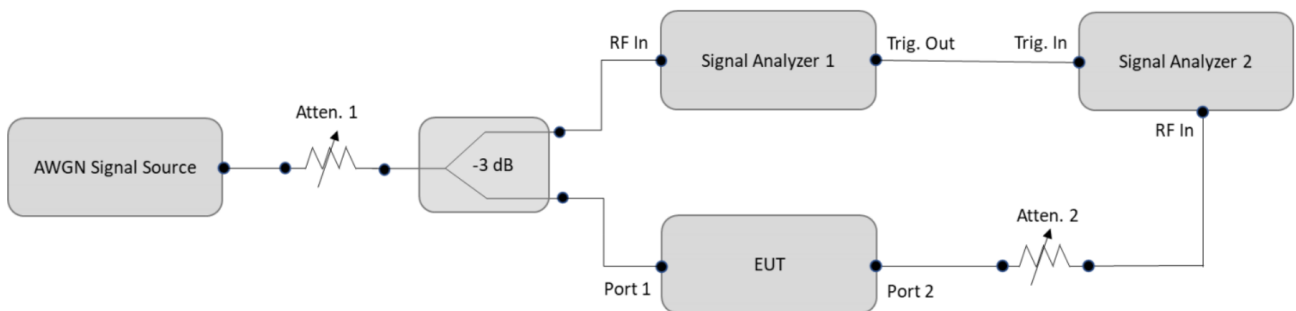 RF In
Signal Analyzer 1
Trig. Out
Trig. In
Signal Analyzer 2
RF In
Atten. 1
AWGN Signal Source
-3 dB
Atten. 2
EUT
Port 1
Port 2